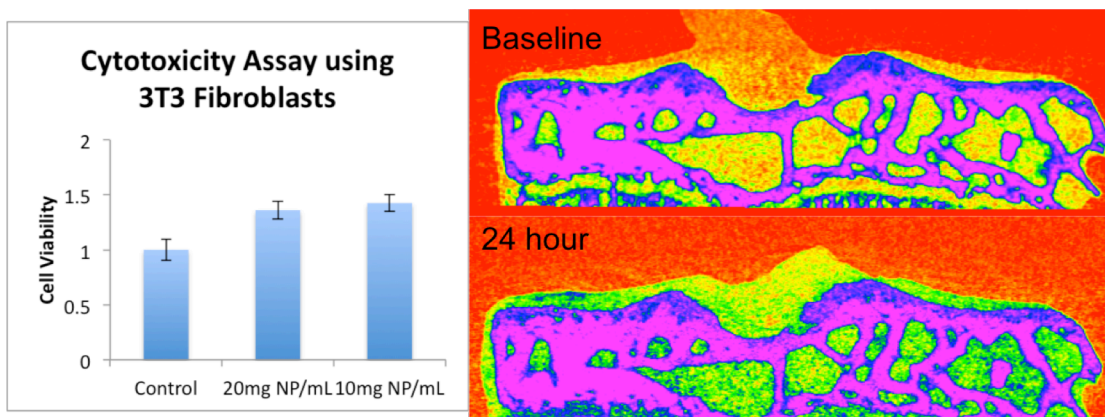 Cytotoxicity Assay using
3T3 Fibroblasts
Cell Viability
2
1.5
1
0.5
0
Control 20mg NP/mL 10mg NP/mL
Baseline
24 hour